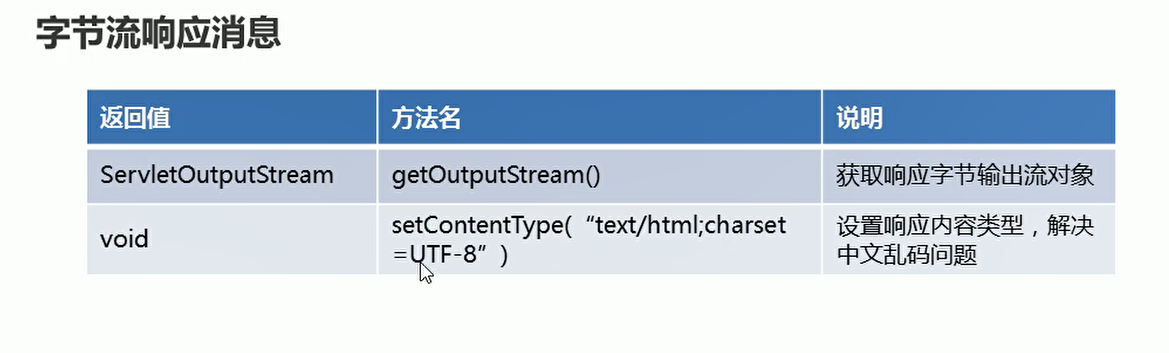 字节流响应消息
返回值 方法名 说明
ServletOutputStream getOutputStream() 获取响应字节输出流对象
void setContentType(“text/html;charset
=UTF-8”) 设置响应内容类型，解决
中文乱码问题